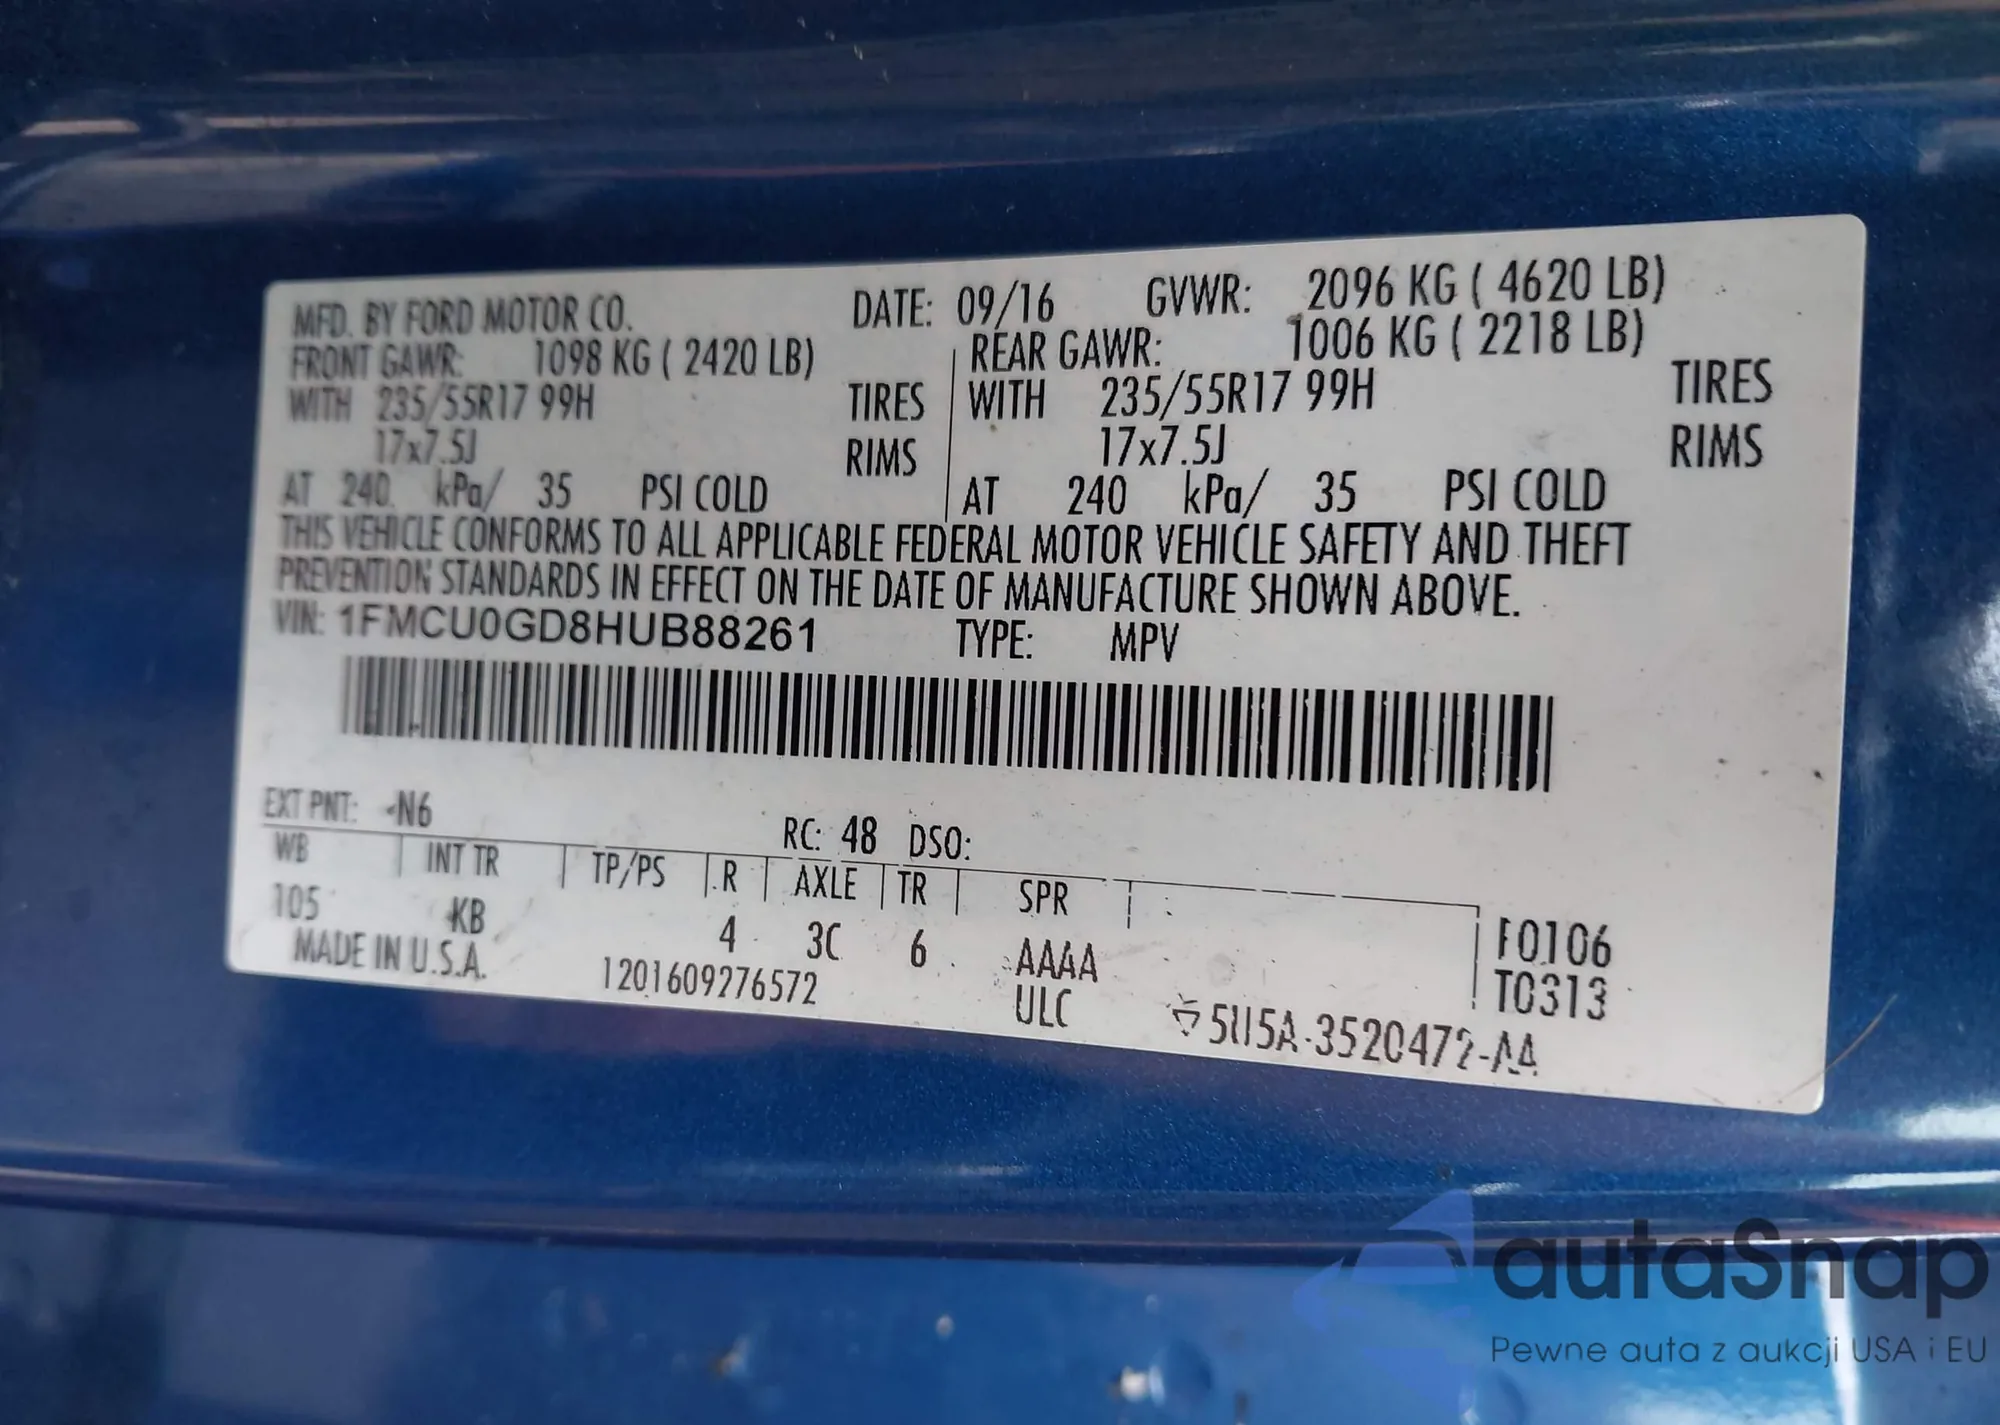 MFD. BY FORD MOTOR CO. DATE: 09/16 GVWR: 2096 KG ( 4620 LB)
FRONT GAWR: 1098 KG ( 2420 LB) REAR GAWR: 1006 KG ( 2218 LB)
WITH 235/55R17 99H TIRES WITH 235/55R17 99H TIRES
17x7.5J RIMS 17x7.5J RIMS
AT 240 kPa/ 35 PSI COLD AT 240 kPa/ 35 PSI COLD
THIS VEHICLE CONFORMS TO ALL APPLICABLE FEDERAL MOTOR VEHICLE SAFETY AND THEFT
PREVENTION STANDARDS IN EFFECT ON THE DATE OF MANUFACTURE SHOWN ABOVE.
VIN: 1FMCU0GD8HUB88261 TYPE: MPV
EXT PNT: N6 RC: 48 DSO:
WB INT TR TP/PS R AXLE TR SPR
105 KB 4 3C 6 AAAA F0106
MADE IN U.S.A. 1201609276572 ULC T0313
5U5A-3520472-AA
autaSnap
Pewne auta z aukcji USA i EU